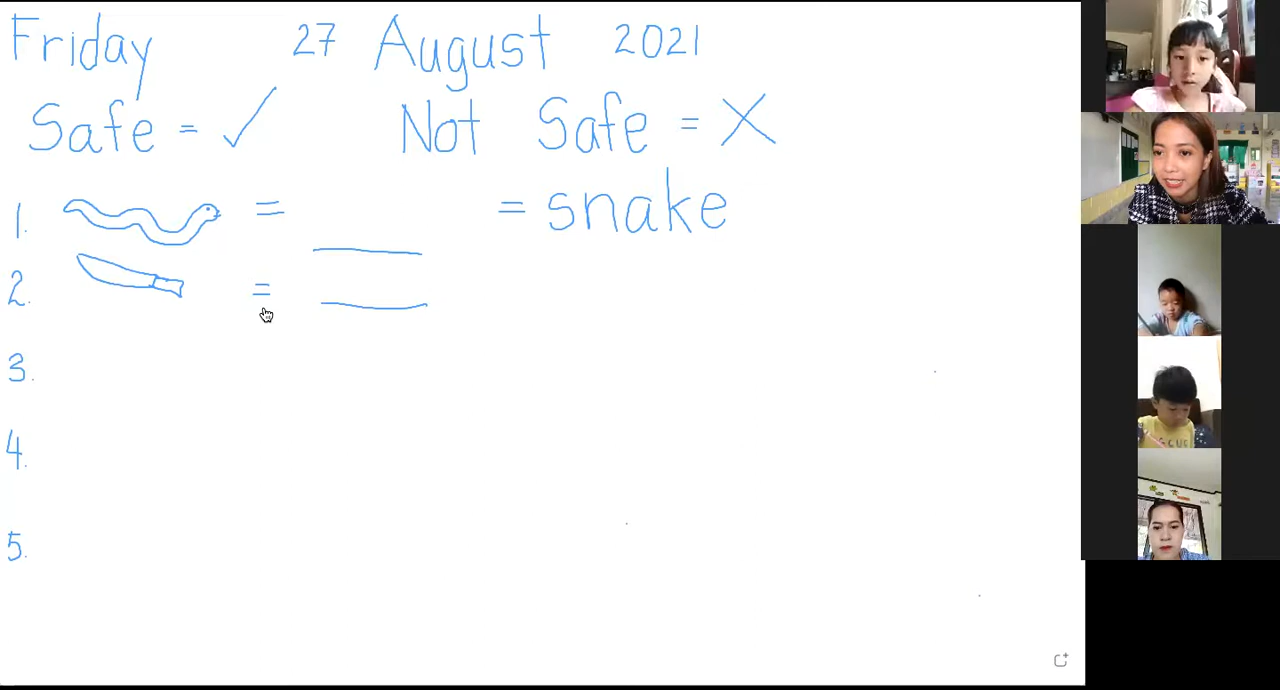 Friday 27 August 2021
Safe = ✓ Not Safe = X
1. = = snake
2. =
3.
4.
5.